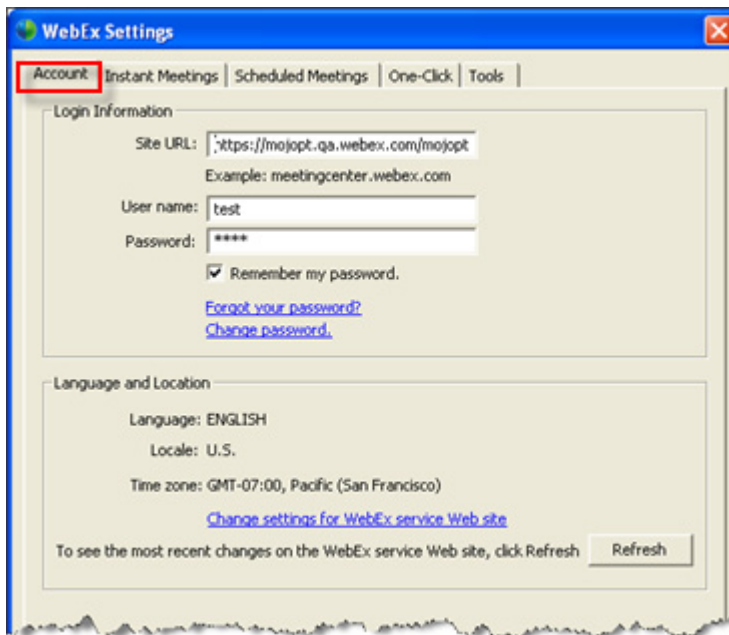 WebEx Settings
Account Instant Meetings Scheduled Meetings One-Click Tools
Login Information
Site URL: https://mojopt.qa.webex.com/mojopt
Example: meetingcenter.webex.com
User name: test
Password: ****
Remember my password.
Forgot your password?
Change password.
Language and Location
Language: ENGLISH
Locale: U.S.
Time zone: GMT-07:00, Pacific (San Francisco)
Change settings for WebEx service Web site
To see the most recent changes on the WebEx service Web site, click Refresh Refresh